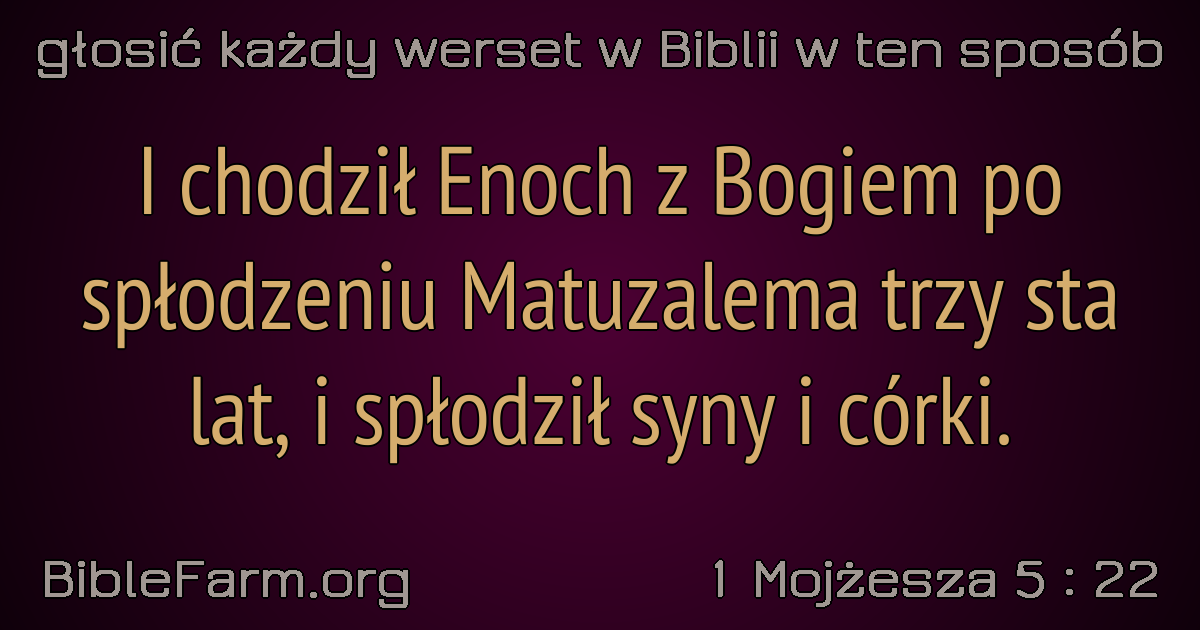 głosić każdy werset w Biblii w ten sposób
I chodził Enoch z Bogiem po
spłodzeniu Matuzalema trzy sta
lat, i spłodził syny i córki.
BibleFarm.org
1 Mojżesza 5 : 22